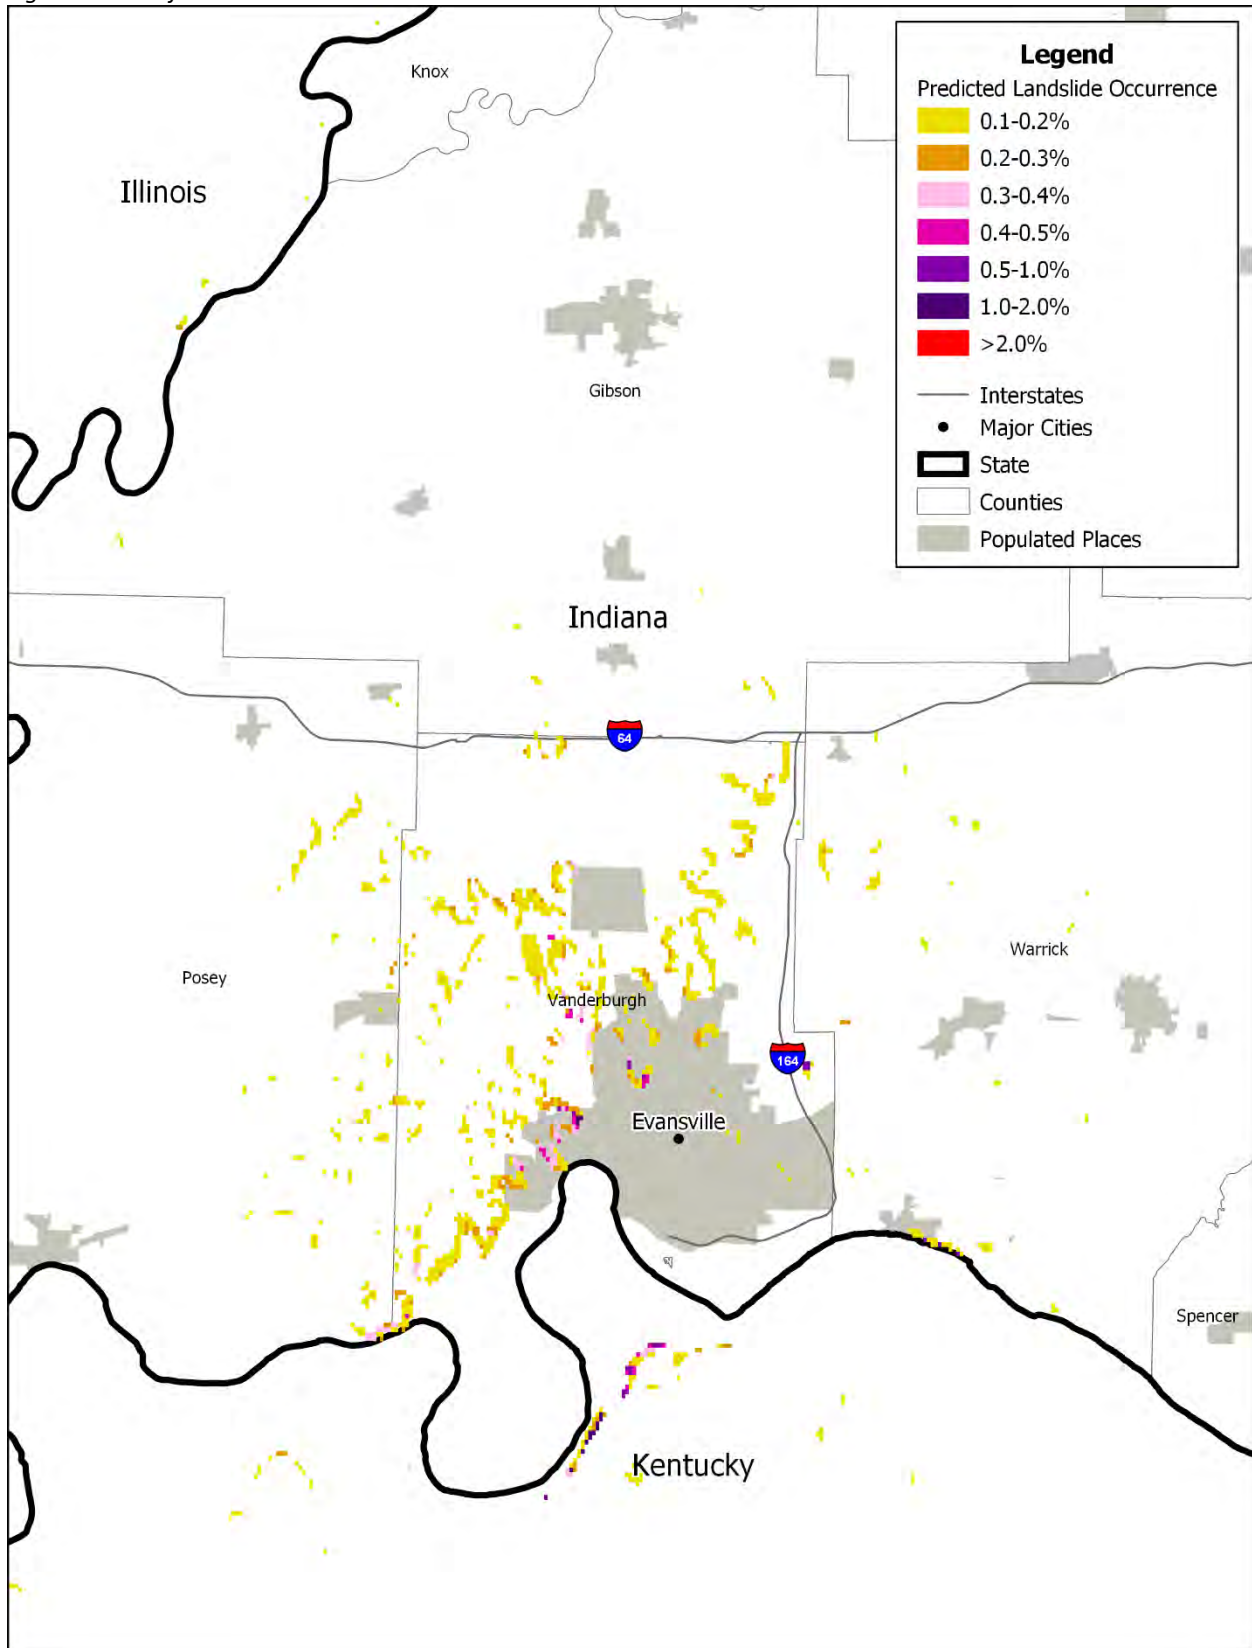 Knox
Illinois
Legend
Predicted Landslide Occurrence
0.1-0.2%
0.2-0.3%
0.3-0.4%
0.4-0.5%
0.5-1.0%
1.0-2.0%
>2.0%
Interstates
Major Cities
State
Counties
Populated Places
Gibson
Indiana
64
Posey
Vanderburgh
Warrick
164
Evansville
Spencer
Kentucky